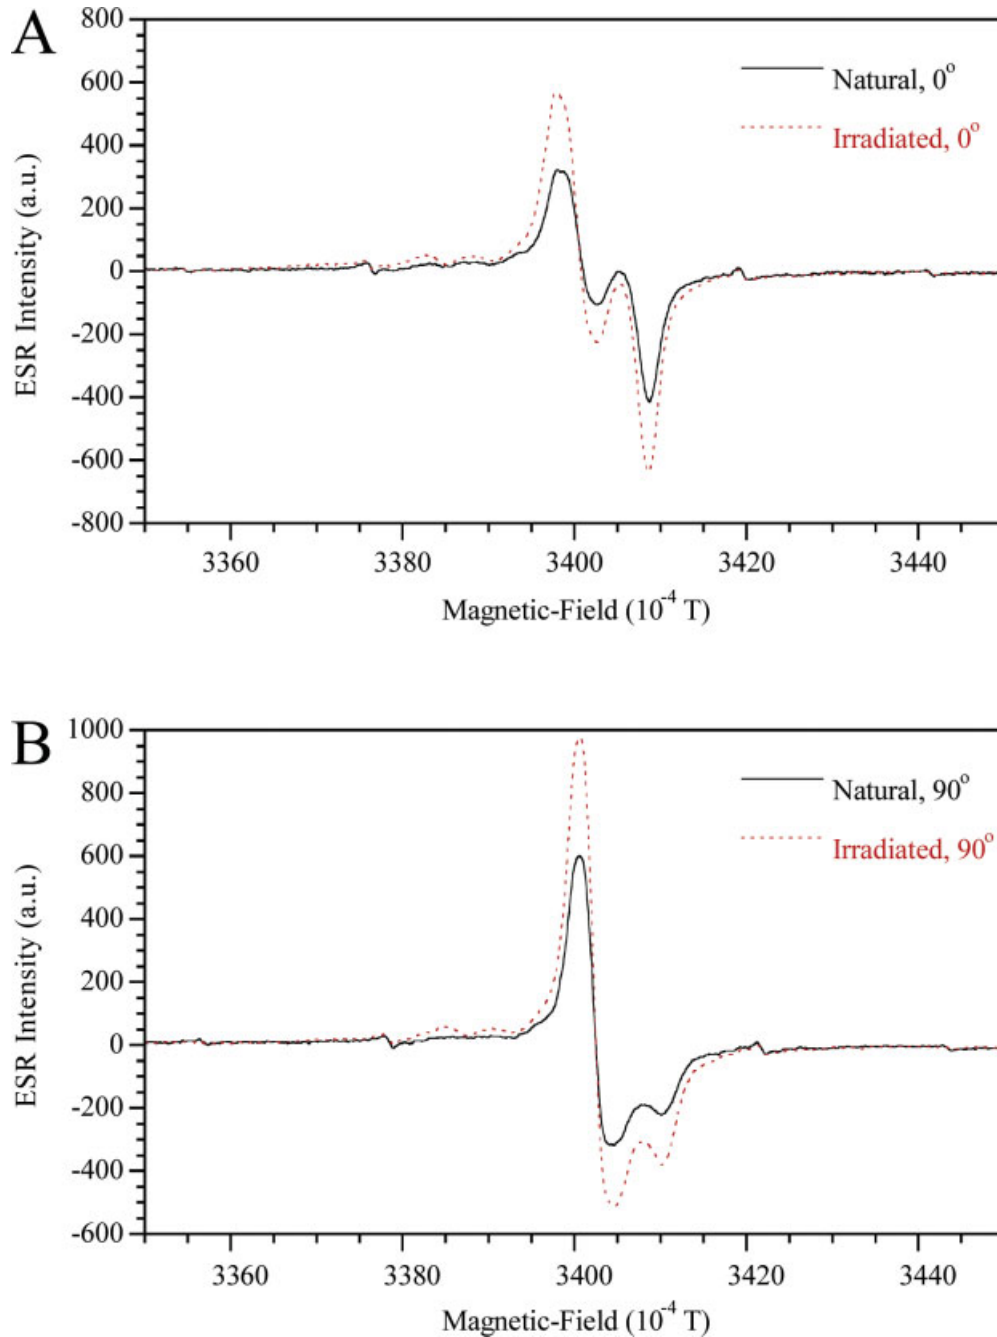 A
800
600
400
200
0
-200
-400
-600
-800
ESR Intensity (a.u.)
Natural, 0°
Irradiated, 0°
3360 3380 3400 3420 3440
Magnetic-Field (10⁻⁴ T)
B
1000
800
600
400
200
0
-200
-400
-600
ESR Intensity (a.u.)
Natural, 90°
Irradiated, 90°
3360 3380 3400 3420 3440
Magnetic-Field (10⁻⁴ T)